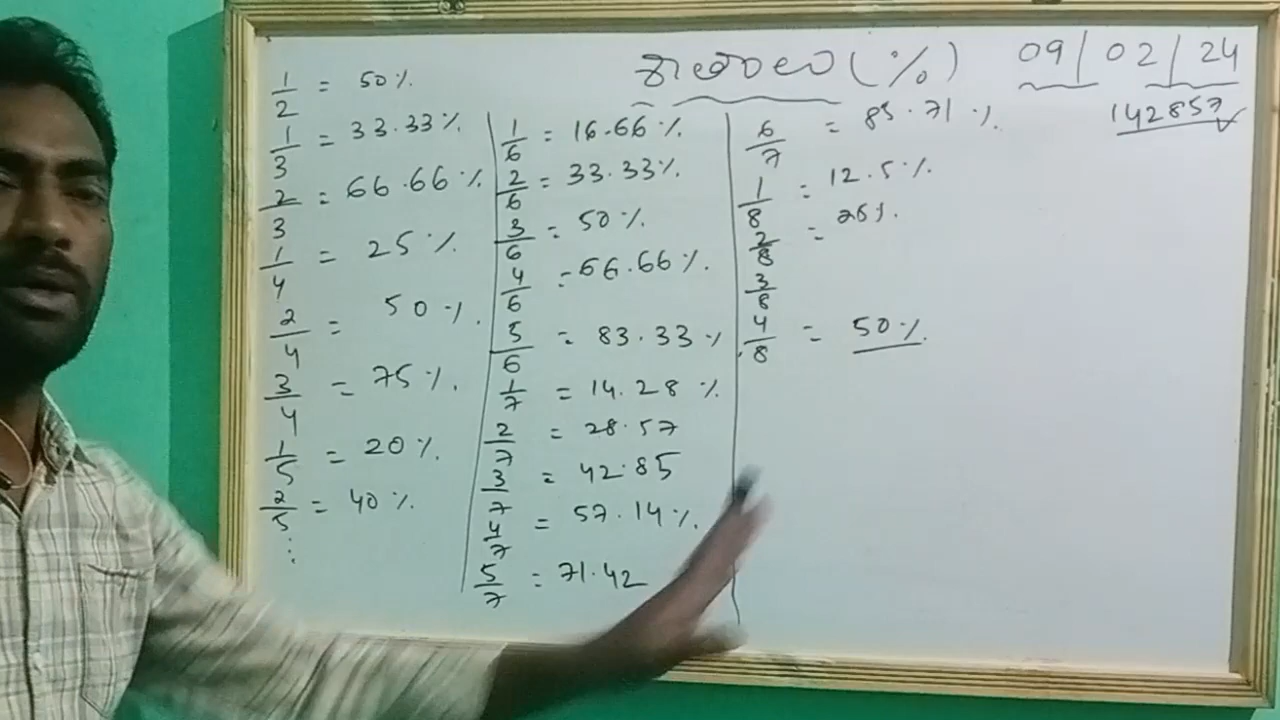 (%) 09/02/24
142857
1/2 = 50%
1/3 = 33.33%
2/3 = 66.66%
1/4 = 25%
2/4 = 50%
3/4 = 75%
1/5 = 20%
2/5 = 40%
1/6 = 16.66%
2/6 = 33.33%
3/6 = 50%
4/6 = 66.66%
5/6 = 83.33%
1/7 = 14.28%
2/7 = 28.57
3/7 = 42.85
4/7 = 57.14%
5/7 = 71.42
6/7 = 85.71%
1/8 = 12.5%
2/8 = 25%
3/8
4/8 = 50%